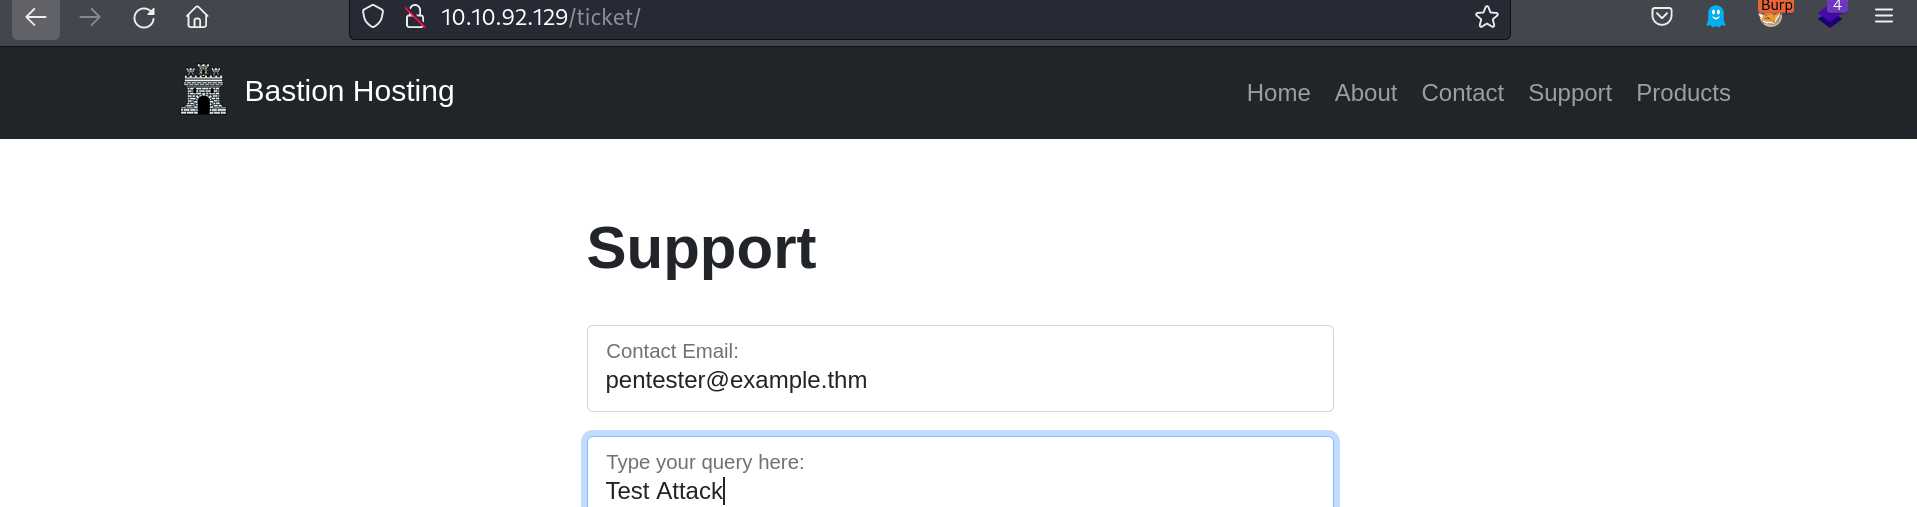 10.10.92.129/ticket/
Burp
4
Bastion Hosting
Home About Contact Support Products
Support
Contact Email:
pentester@example.thm
Type your query here:
Test Attack